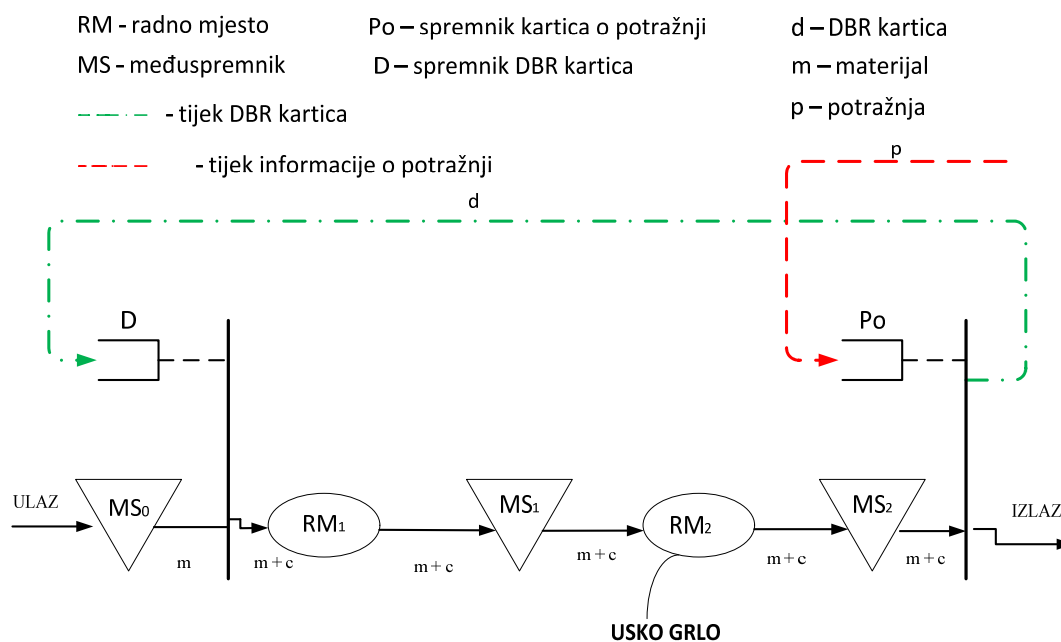 RM - radno mjesto Po – spremnik kartica o potražnji d – DBR kartica
MS - međuspremnik D – spremnik DBR kartica m – materijal
- tijek DBR kartica p – potražnja
- tijek informacije o potražnji p
d
D Po
ULAZ MS0 RM1 MS1 RM2 MS2 IZLAZ
m m + c m + c m + c m + c m + c
USKO GRLO